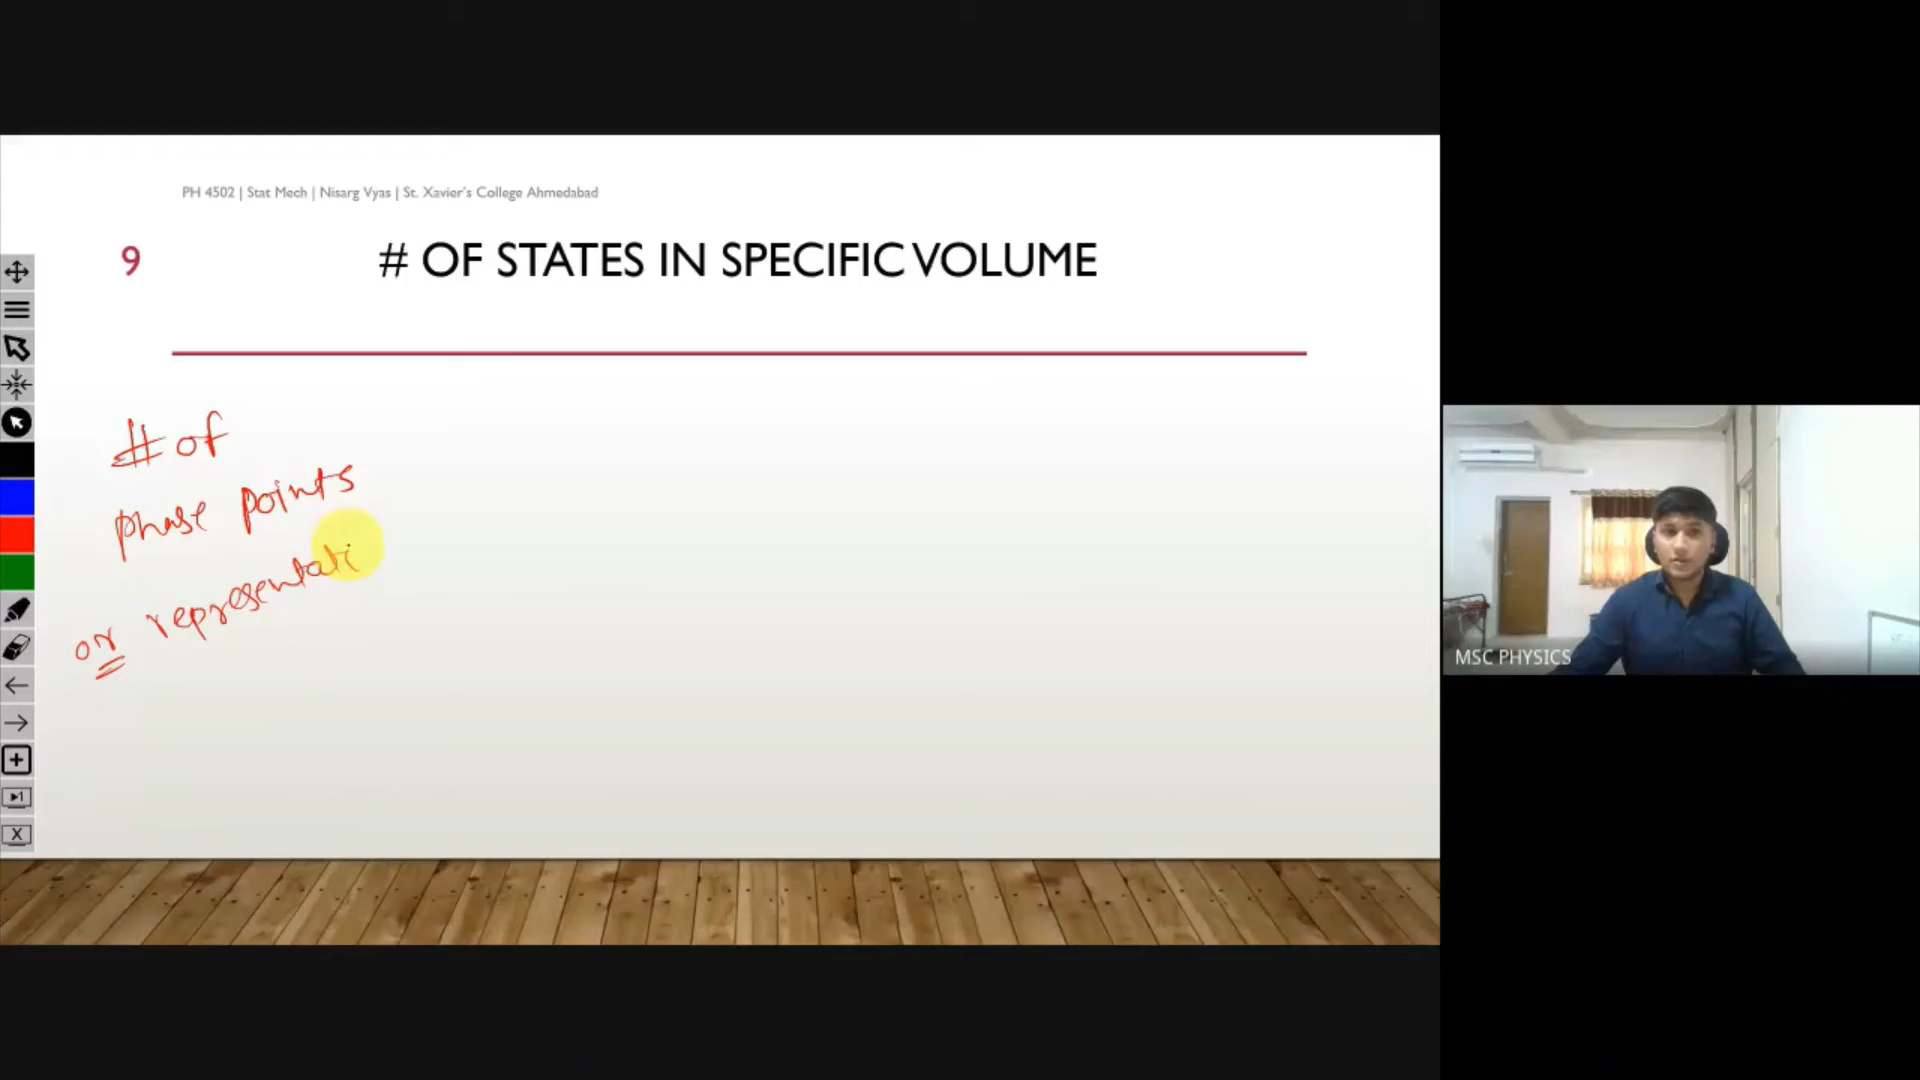 PH 4502 | Stat Mech | Nisarg Vyas | St. Xavier's College Ahmedabad
9
# OF STATES IN SPECIFIC VOLUME
# of
phase points
or representati
MSC PHYSICS